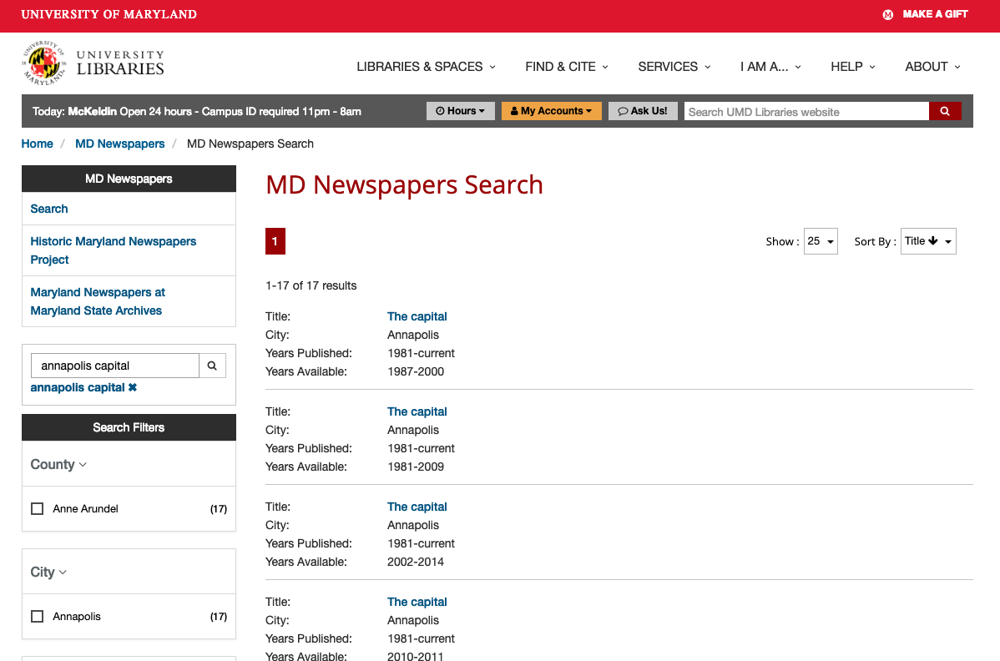 UNIVERSITY OF MARYLAND
MAKE A GIFT
UNIVERSITY OF
MARYLAND
UNIVERSITY
LIBRARIES
LIBRARIES & SPACES
FIND & CITE
SERVICES
I AM A...
HELP
ABOUT
Today: McKeldin Open 24 hours - Campus ID required 11pm - 8am
Hours
My Accounts
Ask Us!
Search UMD Libraries website
Home / MD Newspapers / MD Newspapers Search
MD Newspapers
Search
Historic Maryland Newspapers
Project
Maryland Newspapers at
Maryland State Archives
annapolis capital
annapolis capital ✖
Search Filters
County
Anne Arundel (17)
City
Annapolis (17)
MD Newspapers Search
1
Show : 25
Sort By : Title
1-17 of 17 results
Title: The capital
City: Annapolis
Years Published: 1981-current
Years Available: 1987-2000
Title: The capital
City: Annapolis
Years Published: 1981-current
Years Available: 1981-2009
Title: The capital
City: Annapolis
Years Published: 1981-current
Years Available: 2002-2014
Title: The capital
City: Annapolis
Years Published: 1981-current
Years Available: 2010-2011